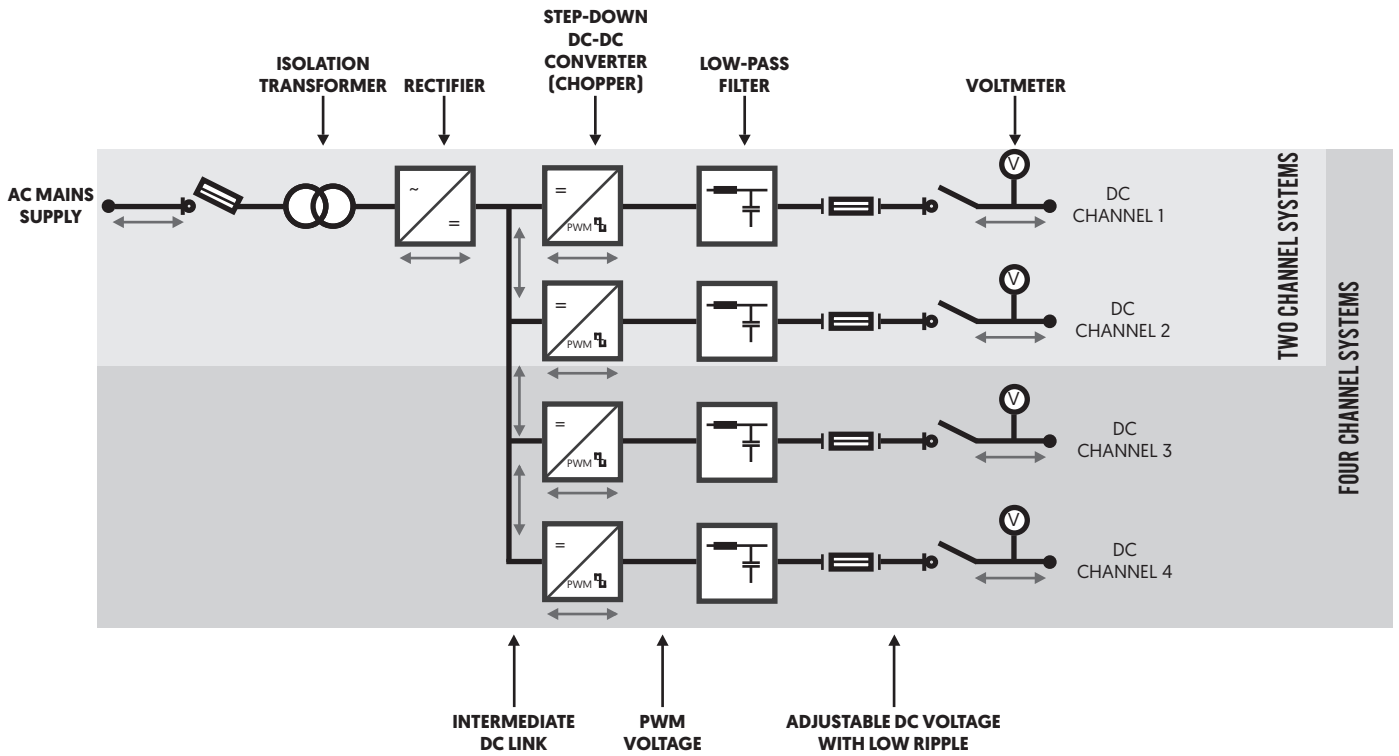 STEP-DOWN
DC-DC
CONVERTER
(CHOPPER)
ISOLATION
TRANSFORMER
RECTIFIER
LOW-PASS
FILTER
VOLTMETER
AC MAINS
SUPPLY
~
=
=
PWM
V
DC
CHANNEL 1
=
PWM
V
DC
CHANNEL 2
TWO CHANNEL SYSTEMS
=
PWM
V
DC
CHANNEL 3
=
PWM
V
DC
CHANNEL 4
FOUR CHANNEL SYSTEMS
INTERMEDIATE
DC LINK
PWM
VOLTAGE
ADJUSTABLE DC VOLTAGE
WITH LOW RIPPLE